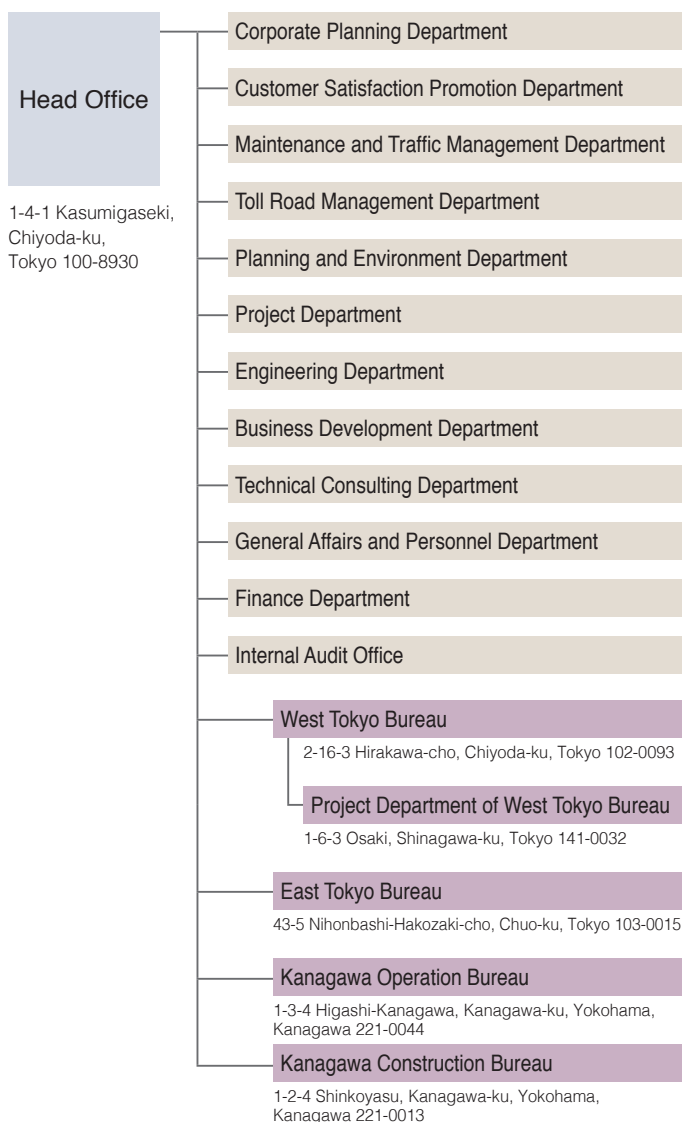 Head Office
1-4-1 Kasumigaseki,
Chiyoda-ku,
Tokyo 100-8930
Corporate Planning Department
Customer Satisfaction Promotion Department
Maintenance and Traffic Management Department
Toll Road Management Department
Planning and Environment Department
Project Department
Engineering Department
Business Development Department
Technical Consulting Department
General Affairs and Personnel Department
Finance Department
Internal Audit Office
West Tokyo Bureau
2-16-3 Hirakawa-cho, Chiyoda-ku, Tokyo 102-0093
Project Department of West Tokyo Bureau
1-6-3 Osaki, Shinagawa-ku, Tokyo 141-0032
East Tokyo Bureau
43-5 Nihonbashi-Hakozaki-cho, Chuo-ku, Tokyo 103-0015
Kanagawa Operation Bureau
1-3-4 Higashi-Kanagawa, Kanagawa-ku, Yokohama,
Kanagawa 221-0044
Kanagawa Construction Bureau
1-2-4 Shinkoyasu, Kanagawa-ku, Yokohama,
Kanagawa 221-0013